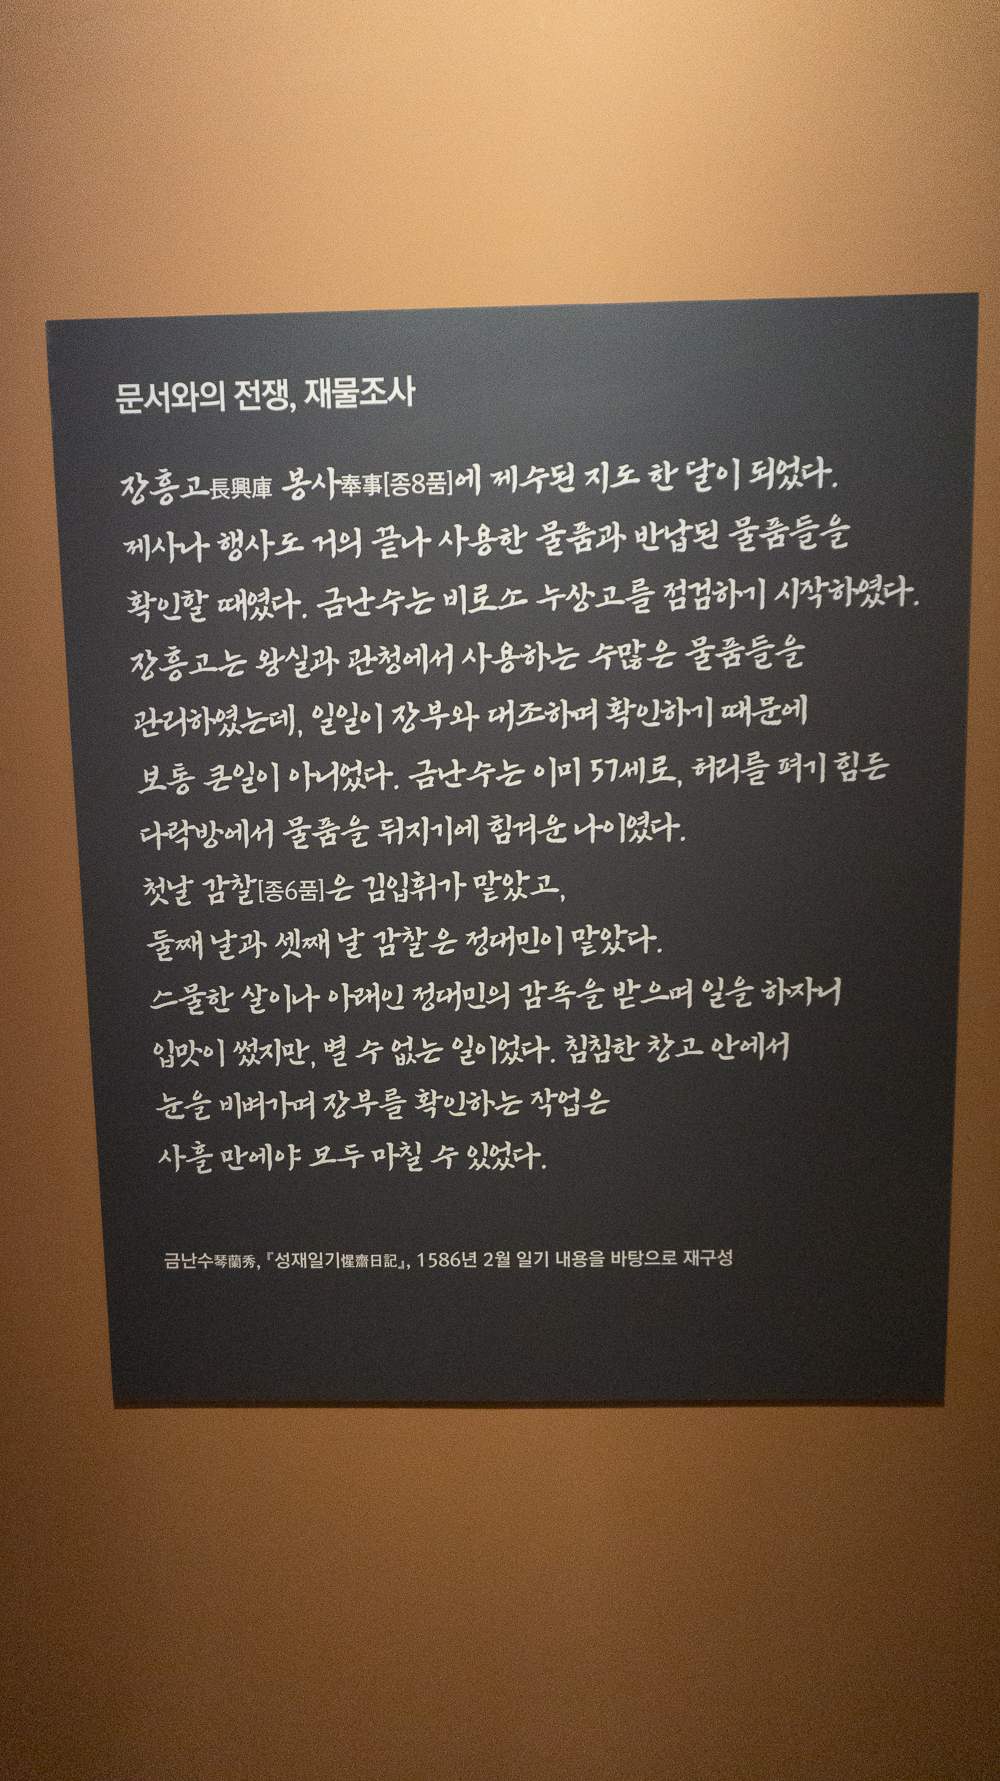 문서와의 전쟁, 재물조사
장흥고長興庫 봉사奉事[종8품]에 제수된 지도 한 달이 되었다.
제사나 행사도 거의 끝나 사용한 물품과 반납된 물품들을
확인할 때였다. 금난수는 비로소 누상고를 점검하기 시작하였다.
장흥고는 왕실과 관청에서 사용하는 수많은 물품들을
관리하였는데, 일일이 장부와 대조하며 확인하기 때문에
보통 큰일이 아니었다. 금난수는 이미 57세로, 허리를 펴기 힘든
다락방에서 물품을 뒤지기에 힘겨운 나이였다.
첫날 감찰[종6품]은 김입휘가 맡았고,
둘째 날과 셋째 날 감찰은 정대민이 맡았다.
스물한 살이나 아래인 정대민의 감독을 받으며 일을 하자니
입맛이 썼지만, 별 수 없는 일이었다. 침침한 창고 안에서
눈을 비벼가며 장부를 확인하는 작업은
사흘 만에야 모두 마칠 수 있었다.
금난수琴蘭秀, 『성재일기惺齋日記』, 1586년 2월 일기 내용을 바탕으로 재구성